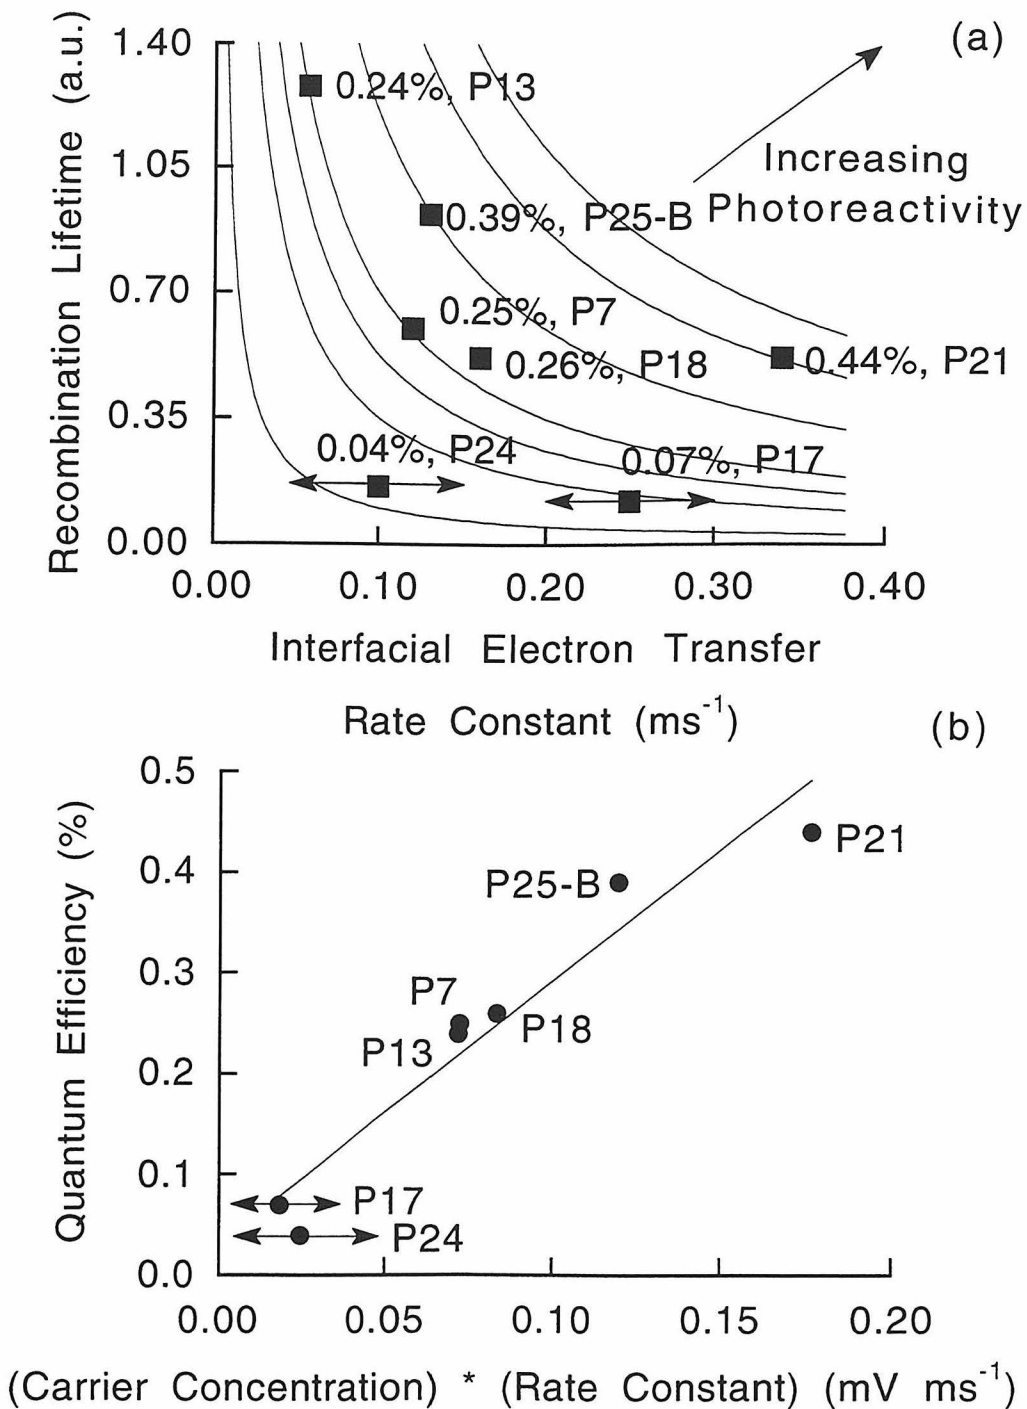 (a)
Recombination Lifetime (a.u.)
1.40
1.05
0.70
0.35
0.00
0.24%, P13
Increasing
Photoreactivity
0.39%, P25-B
0.25%, P7
0.26%, P18
0.44%, P21
0.04%, P24
0.07%, P17
0.00 0.10 0.20 0.30 0.40
Interfacial Electron Transfer
Rate Constant (ms⁻¹)
(b)
Quantum Efficiency (%)
0.5
0.4
0.3
0.2
0.1
0.0
P21
P25-B
P7
P18
P13
P17
P24
0.00 0.05 0.10 0.15 0.20
(Carrier Concentration) * (Rate Constant) (mV ms⁻¹)